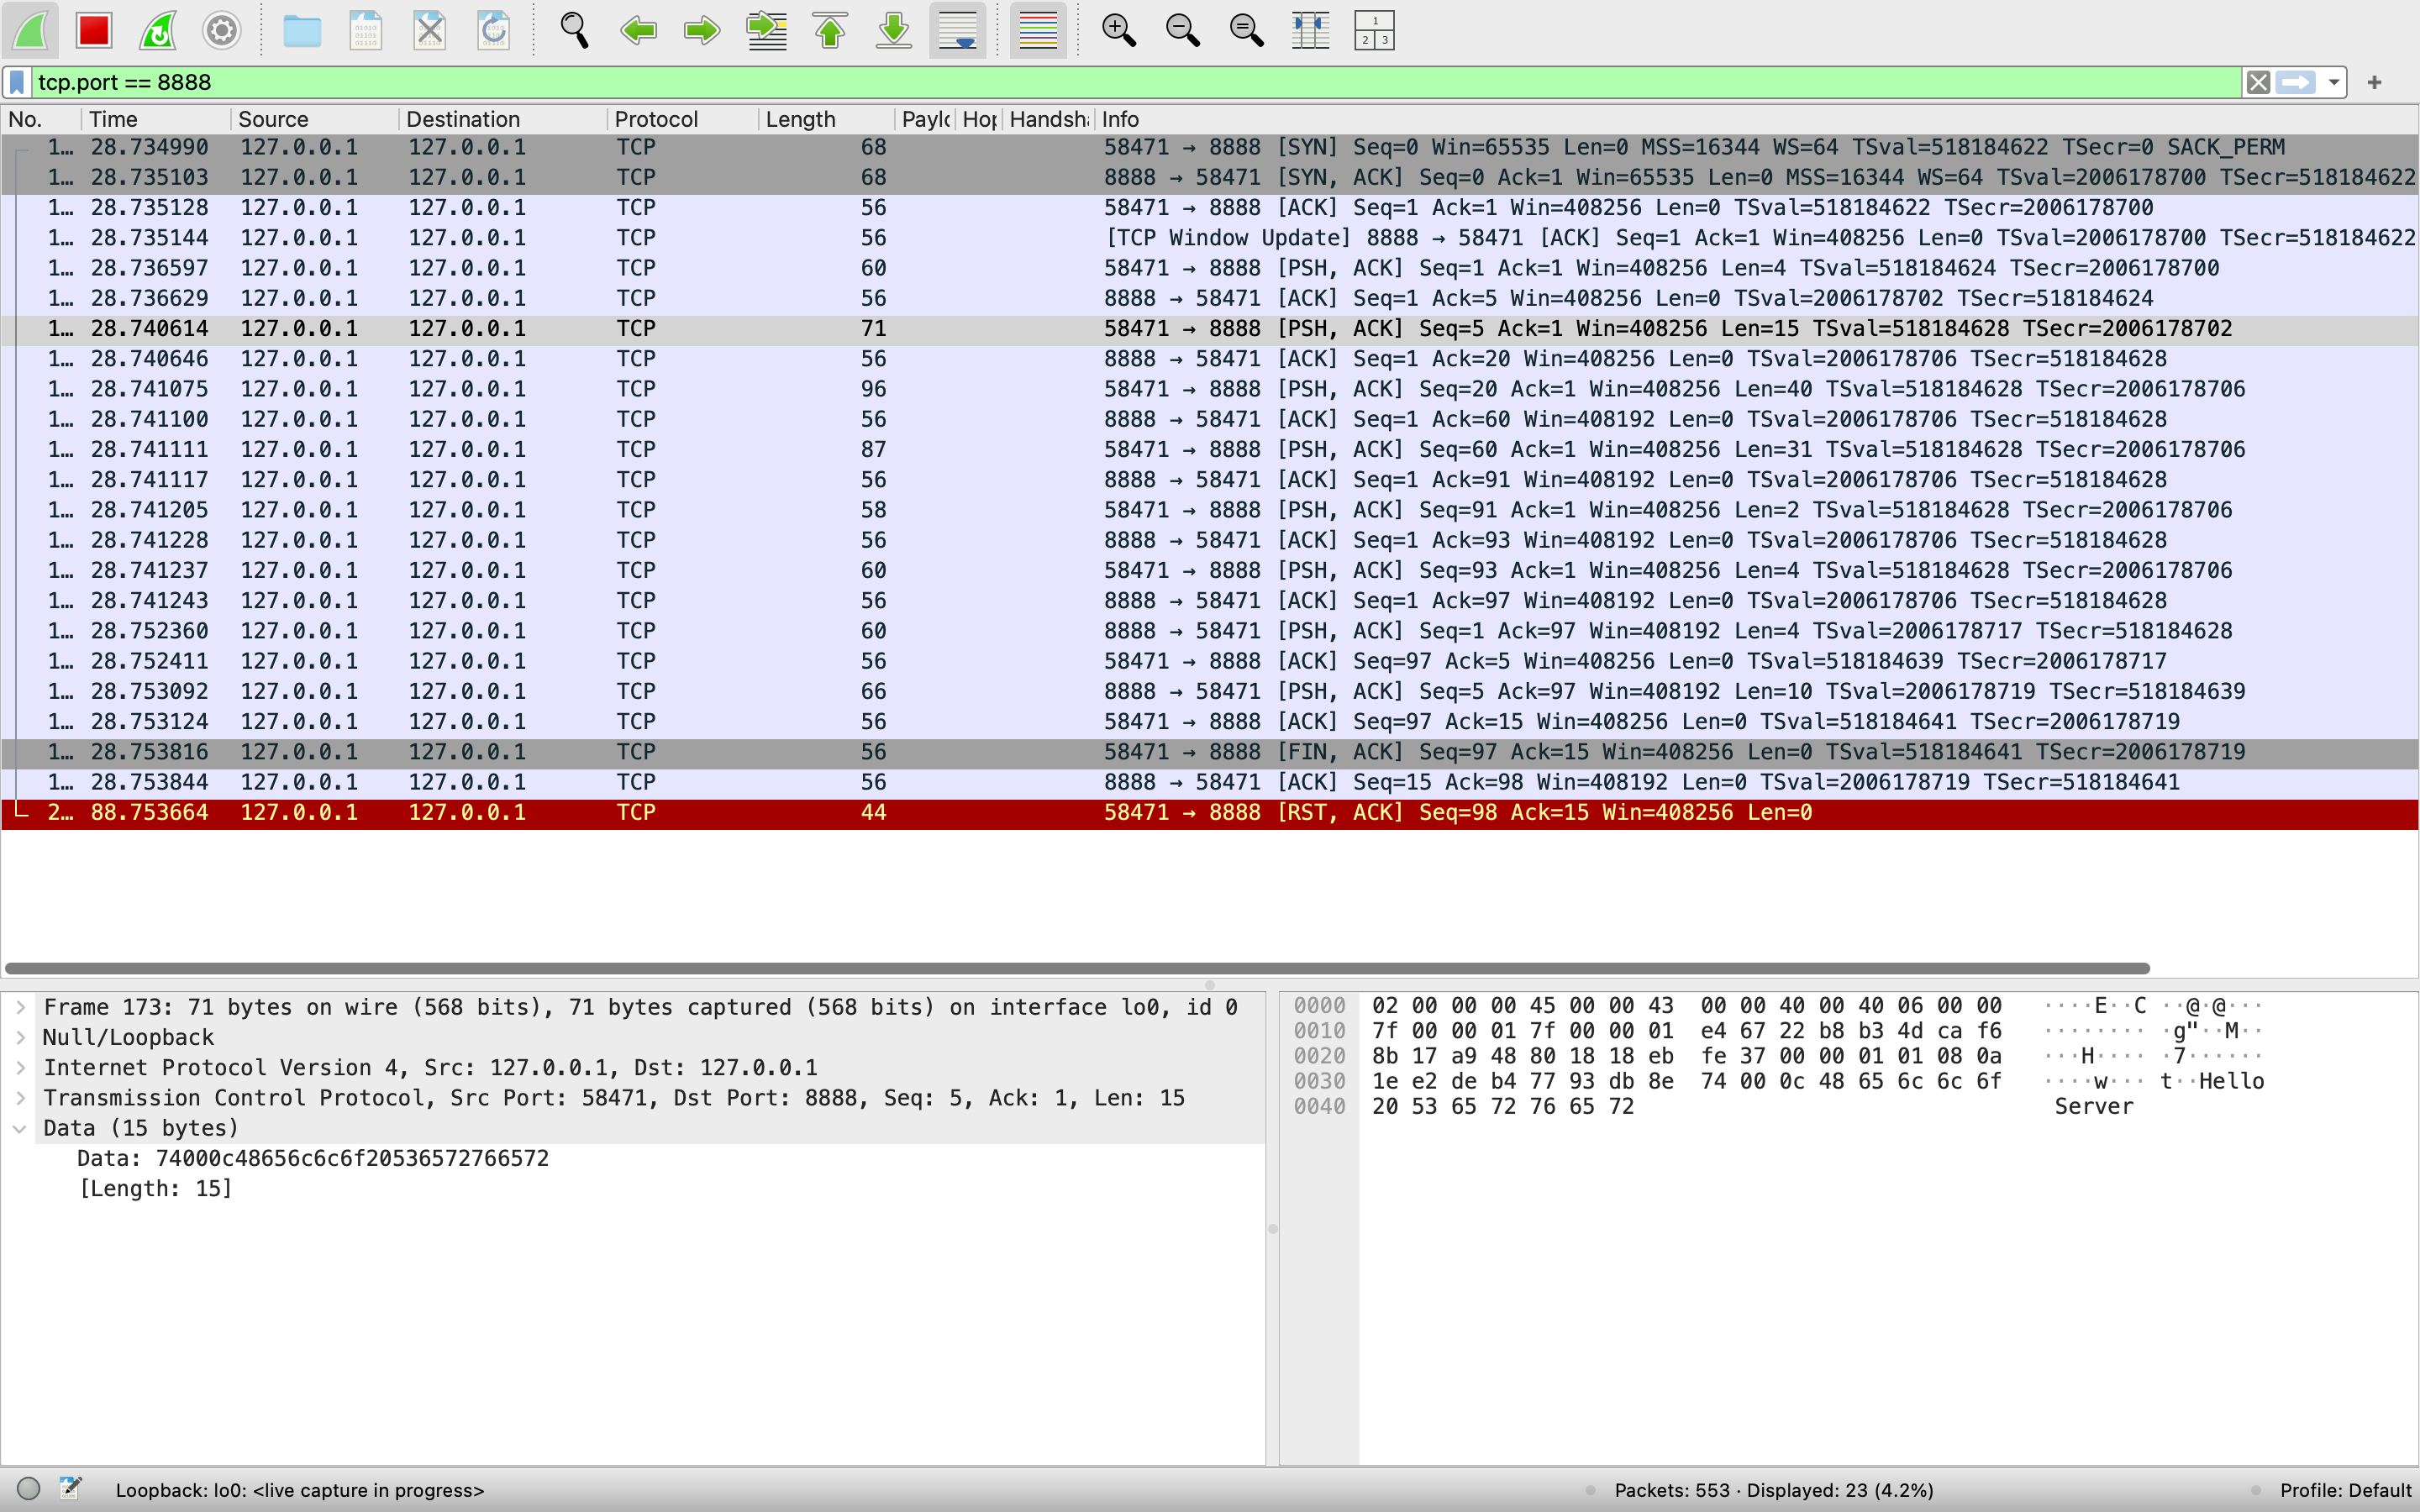 tcp.port == 8888
No. Time Source Destination Protocol Length Paylo Hop Handsh Info
1… 28.734990 127.0.0.1 127.0.0.1 TCP 68 58471 → 8888 [SYN] Seq=0 Win=65535 Len=0 MSS=16344 WS=64 TSval=518184622 TSecr=0 SACK_PERM
1… 28.735103 127.0.0.1 127.0.0.1 TCP 68 8888 → 58471 [SYN, ACK] Seq=0 Ack=1 Win=65535 Len=0 MSS=16344 WS=64 TSval=2006178700 TSecr=518184622
1… 28.735128 127.0.0.1 127.0.0.1 TCP 56 58471 → 8888 [ACK] Seq=1 Ack=1 Win=408256 Len=0 TSval=518184622 TSecr=2006178700
1… 28.735144 127.0.0.1 127.0.0.1 TCP 56 [TCP Window Update] 8888 → 58471 [ACK] Seq=1 Ack=1 Win=408256 Len=0 TSval=2006178700 TSecr=518184622
1… 28.736597 127.0.0.1 127.0.0.1 TCP 60 58471 → 8888 [PSH, ACK] Seq=1 Ack=1 Win=408256 Len=4 TSval=518184624 TSecr=2006178700
1… 28.736629 127.0.0.1 127.0.0.1 TCP 56 8888 → 58471 [ACK] Seq=1 Ack=5 Win=408256 Len=0 TSval=2006178702 TSecr=518184624
1… 28.740614 127.0.0.1 127.0.0.1 TCP 71 58471 → 8888 [PSH, ACK] Seq=5 Ack=1 Win=408256 Len=15 TSval=518184628 TSecr=2006178702
1… 28.740646 127.0.0.1 127.0.0.1 TCP 56 8888 → 58471 [ACK] Seq=1 Ack=20 Win=408256 Len=0 TSval=2006178706 TSecr=518184628
1… 28.741075 127.0.0.1 127.0.0.1 TCP 96 58471 → 8888 [PSH, ACK] Seq=20 Ack=1 Win=408256 Len=40 TSval=518184628 TSecr=2006178706
1… 28.741100 127.0.0.1 127.0.0.1 TCP 56 8888 → 58471 [ACK] Seq=1 Ack=60 Win=408192 Len=0 TSval=2006178706 TSecr=518184628
1… 28.741111 127.0.0.1 127.0.0.1 TCP 87 58471 → 8888 [PSH, ACK] Seq=60 Ack=1 Win=408256 Len=31 TSval=518184628 TSecr=2006178706
1… 28.741117 127.0.0.1 127.0.0.1 TCP 56 8888 → 58471 [ACK] Seq=1 Ack=91 Win=408192 Len=0 TSval=2006178706 TSecr=518184628
1… 28.741205 127.0.0.1 127.0.0.1 TCP 58 58471 → 8888 [PSH, ACK] Seq=91 Ack=1 Win=408256 Len=2 TSval=518184628 TSecr=2006178706
1… 28.741228 127.0.0.1 127.0.0.1 TCP 56 8888 → 58471 [ACK] Seq=1 Ack=93 Win=408192 Len=0 TSval=2006178706 TSecr=518184628
1… 28.741237 127.0.0.1 127.0.0.1 TCP 60 58471 → 8888 [PSH, ACK] Seq=93 Ack=1 Win=408256 Len=4 TSval=518184628 TSecr=2006178706
1… 28.741243 127.0.0.1 127.0.0.1 TCP 56 8888 → 58471 [ACK] Seq=1 Ack=97 Win=408192 Len=0 TSval=2006178706 TSecr=518184628
1… 28.752360 127.0.0.1 127.0.0.1 TCP 60 8888 → 58471 [PSH, ACK] Seq=1 Ack=97 Win=408192 Len=4 TSval=2006178717 TSecr=518184628
1… 28.752411 127.0.0.1 127.0.0.1 TCP 56 58471 → 8888 [ACK] Seq=97 Ack=5 Win=408256 Len=0 TSval=518184639 TSecr=2006178717
1… 28.753092 127.0.0.1 127.0.0.1 TCP 66 8888 → 58471 [PSH, ACK] Seq=5 Ack=97 Win=408192 Len=10 TSval=2006178719 TSecr=518184639
1… 28.753124 127.0.0.1 127.0.0.1 TCP 56 58471 → 8888 [ACK] Seq=97 Ack=15 Win=408256 Len=0 TSval=518184641 TSecr=2006178719
1… 28.753816 127.0.0.1 127.0.0.1 TCP 56 58471 → 8888 [FIN, ACK] Seq=97 Ack=15 Win=408256 Len=0 TSval=518184641 TSecr=2006178719
1… 28.753844 127.0.0.1 127.0.0.1 TCP 56 8888 → 58471 [ACK] Seq=15 Ack=98 Win=408192 Len=0 TSval=2006178719 TSecr=518184641
2… 88.753664 127.0.0.1 127.0.0.1 TCP 44 58471 → 8888 [RST, ACK] Seq=98 Ack=15 Win=408256 Len=0
Frame 173: 71 bytes on wire (568 bits), 71 bytes captured (568 bits) on interface lo0, id 0
Null/Loopback
Internet Protocol Version 4, Src: 127.0.0.1, Dst: 127.0.0.1
Transmission Control Protocol, Src Port: 58471, Dst Port: 8888, Seq: 5, Ack: 1, Len: 15
Data (15 bytes)
Data: 74000c48656c6c6f20536572766572
[Length: 15]
0000 02 00 00 00 45 00 00 43 00 00 40 00 40 06 00 00 ····E··C ··@·@···
0010 7f 00 00 01 7f 00 00 01 e4 67 22 b8 b3 4d ca f6 ········ ·g"··M··
0020 8b 17 a9 48 80 18 18 eb fe 37 00 00 01 01 08 0a ···H···· ·7······
0030 1e e2 de b4 77 93 db 8e 74 00 0c 48 65 6c 6c 6f ····w··· t··Hello
0040 20 53 65 72 76 65 72 Server
Loopback: lo0: <live capture in progress> Packets: 553 · Displayed: 23 (4.2%) Profile: Default